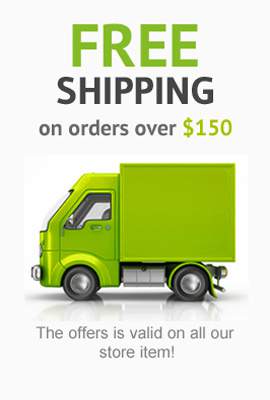 FREE
SHIPPING
on orders over $150
The offers is valid on all our
store item!